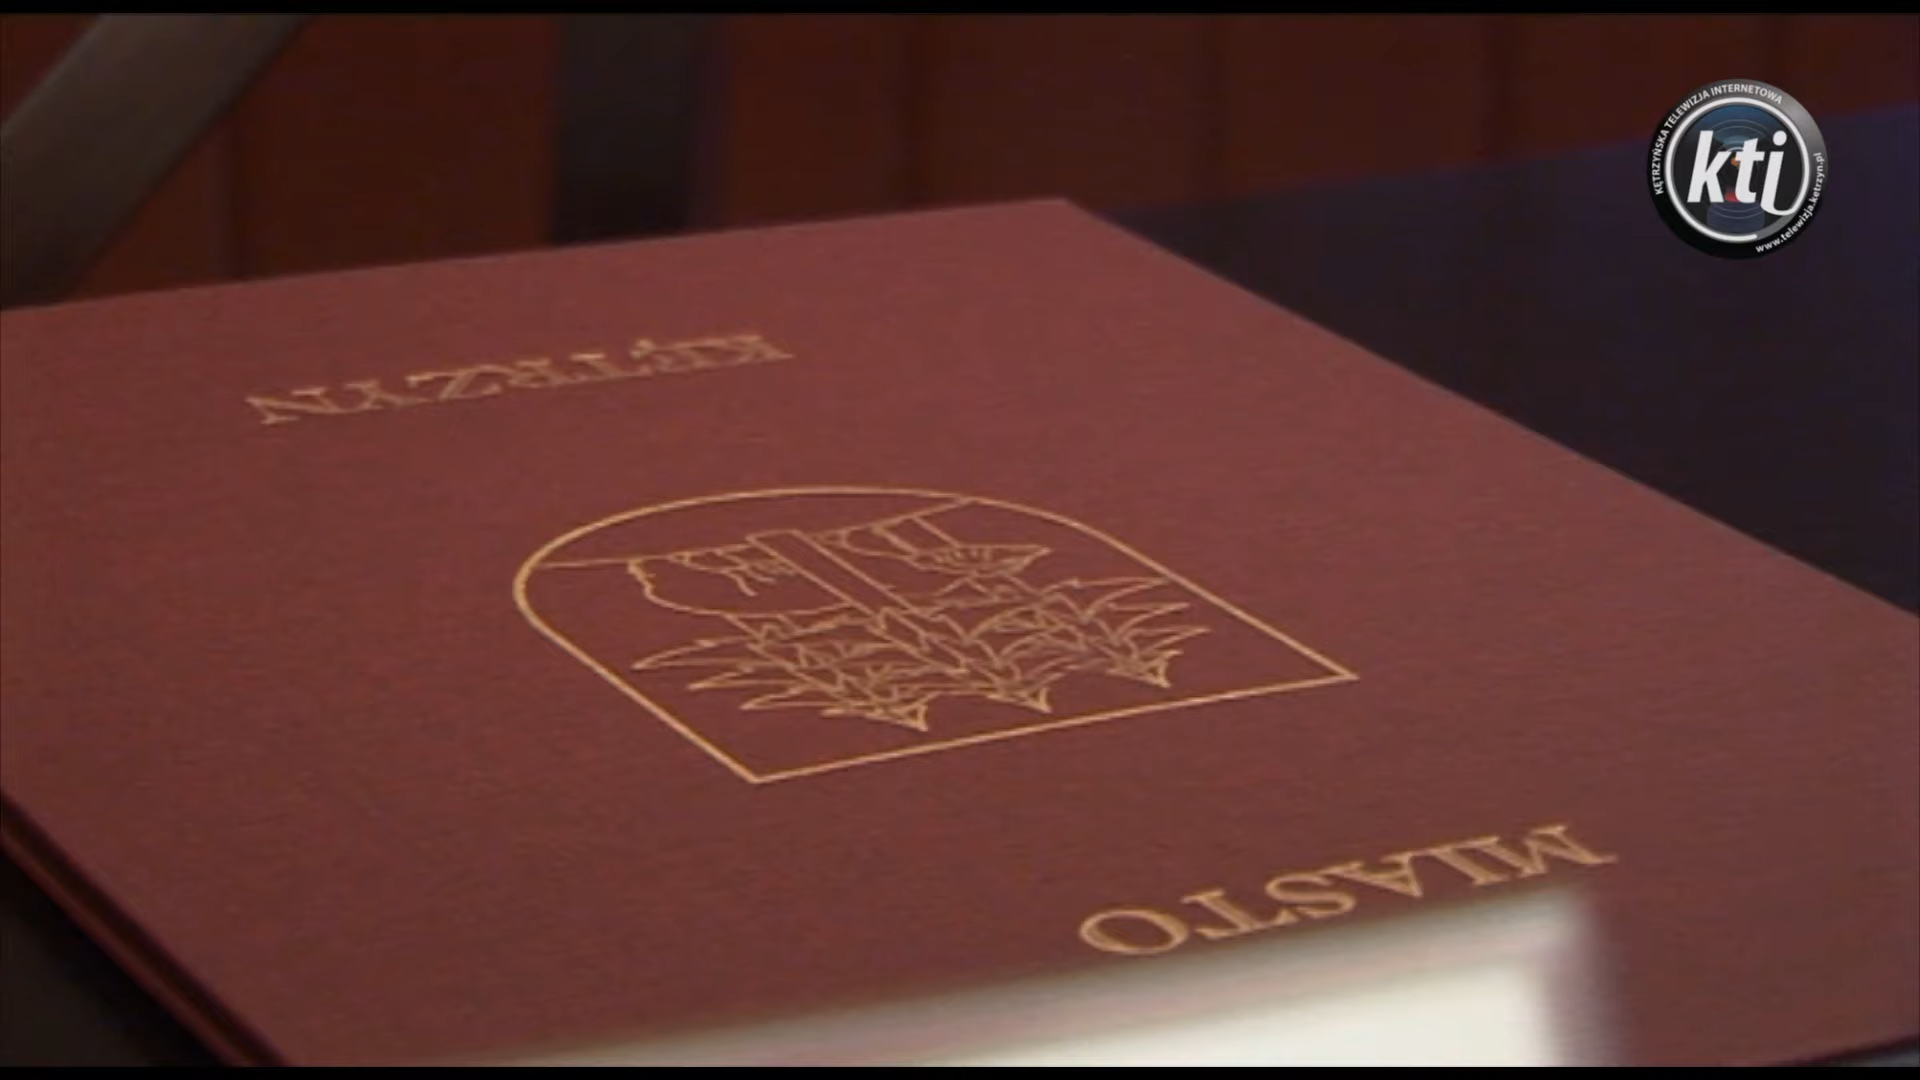 MIASTO
KĘTRZYN
KĘTRZYŃSKA TELEWIZJA INTERNETOWA
kti
www.telewizja.ketrzyn.pl